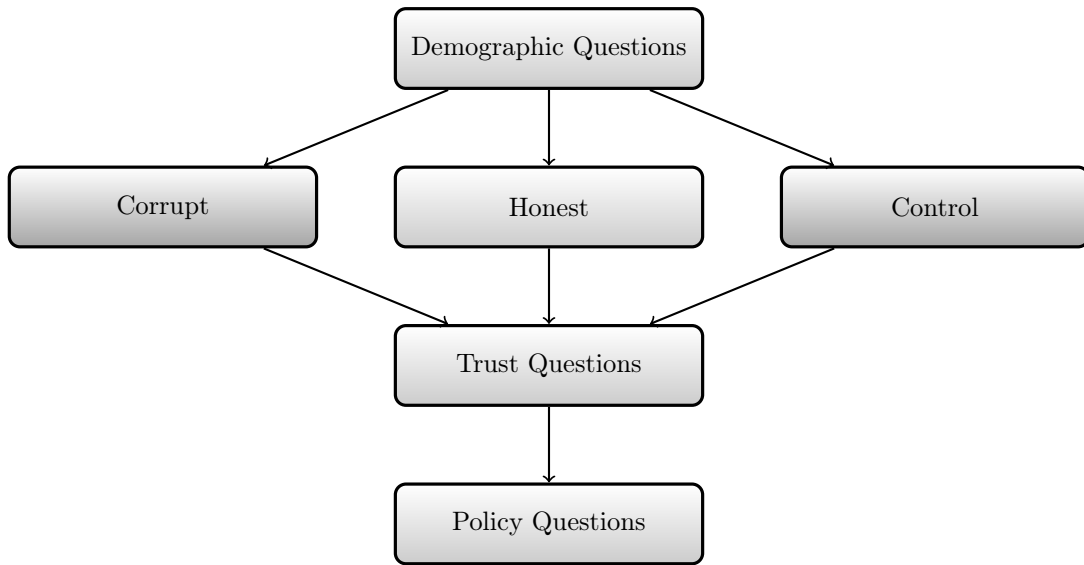 Demographic Questions
Corrupt
Honest
Control
Trust Questions
Policy Questions